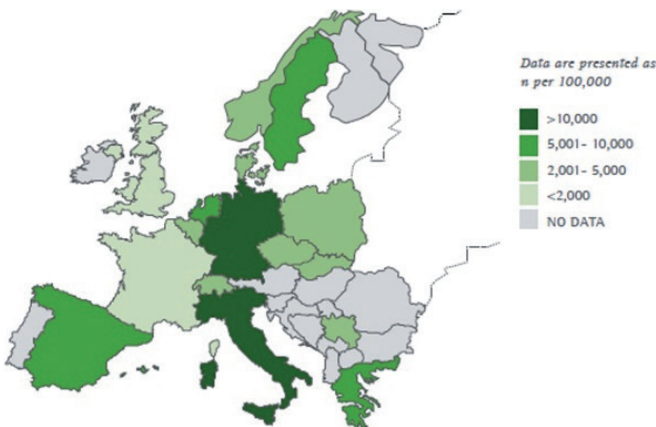 Data are presented as
n per 100,000
>10,000
5,001- 10,000
2,001- 5,000
<2,000
NO DATA